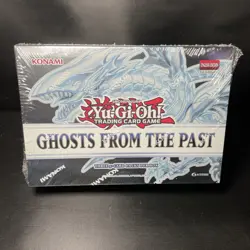 KONAMI
Yu-Gi-Oh!
TRADING CARD GAME
GHOSTS FROM THE PAST
KONAMI
KONAMI